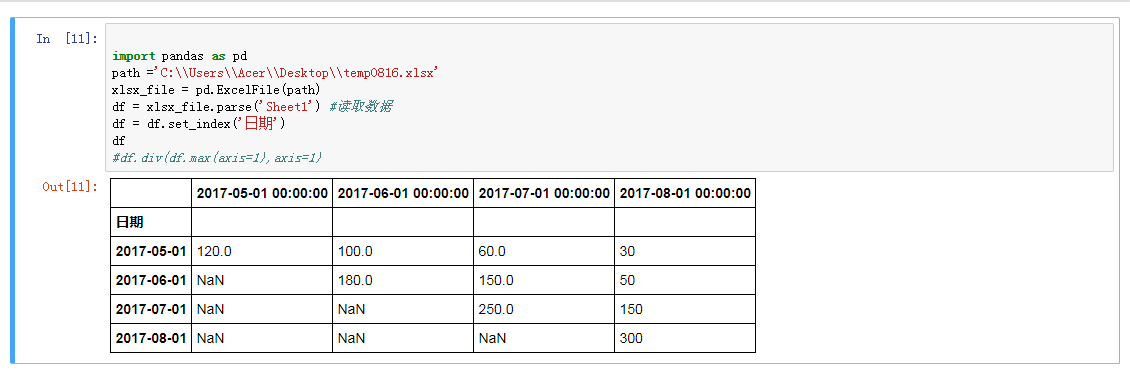 In [11]:
import pandas as pd
path ='C:\\Users\\Acer\\Desktop\\temp0816.xlsx'
xlsx_file = pd.ExcelFile(path)
df = xlsx_file.parse('Sheet1') #读取数据
df = df.set_index('日期')
df
#df.div(df.max(axis=1),axis=1)
Out[11]:
2017-05-01 00:00:00 2017-06-01 00:00:00 2017-07-01 00:00:00 2017-08-01 00:00:00
日期
2017-05-01 120.0 100.0 60.0 30
2017-06-01 NaN 180.0 150.0 50
2017-07-01 NaN NaN 250.0 150
2017-08-01 NaN NaN NaN 300